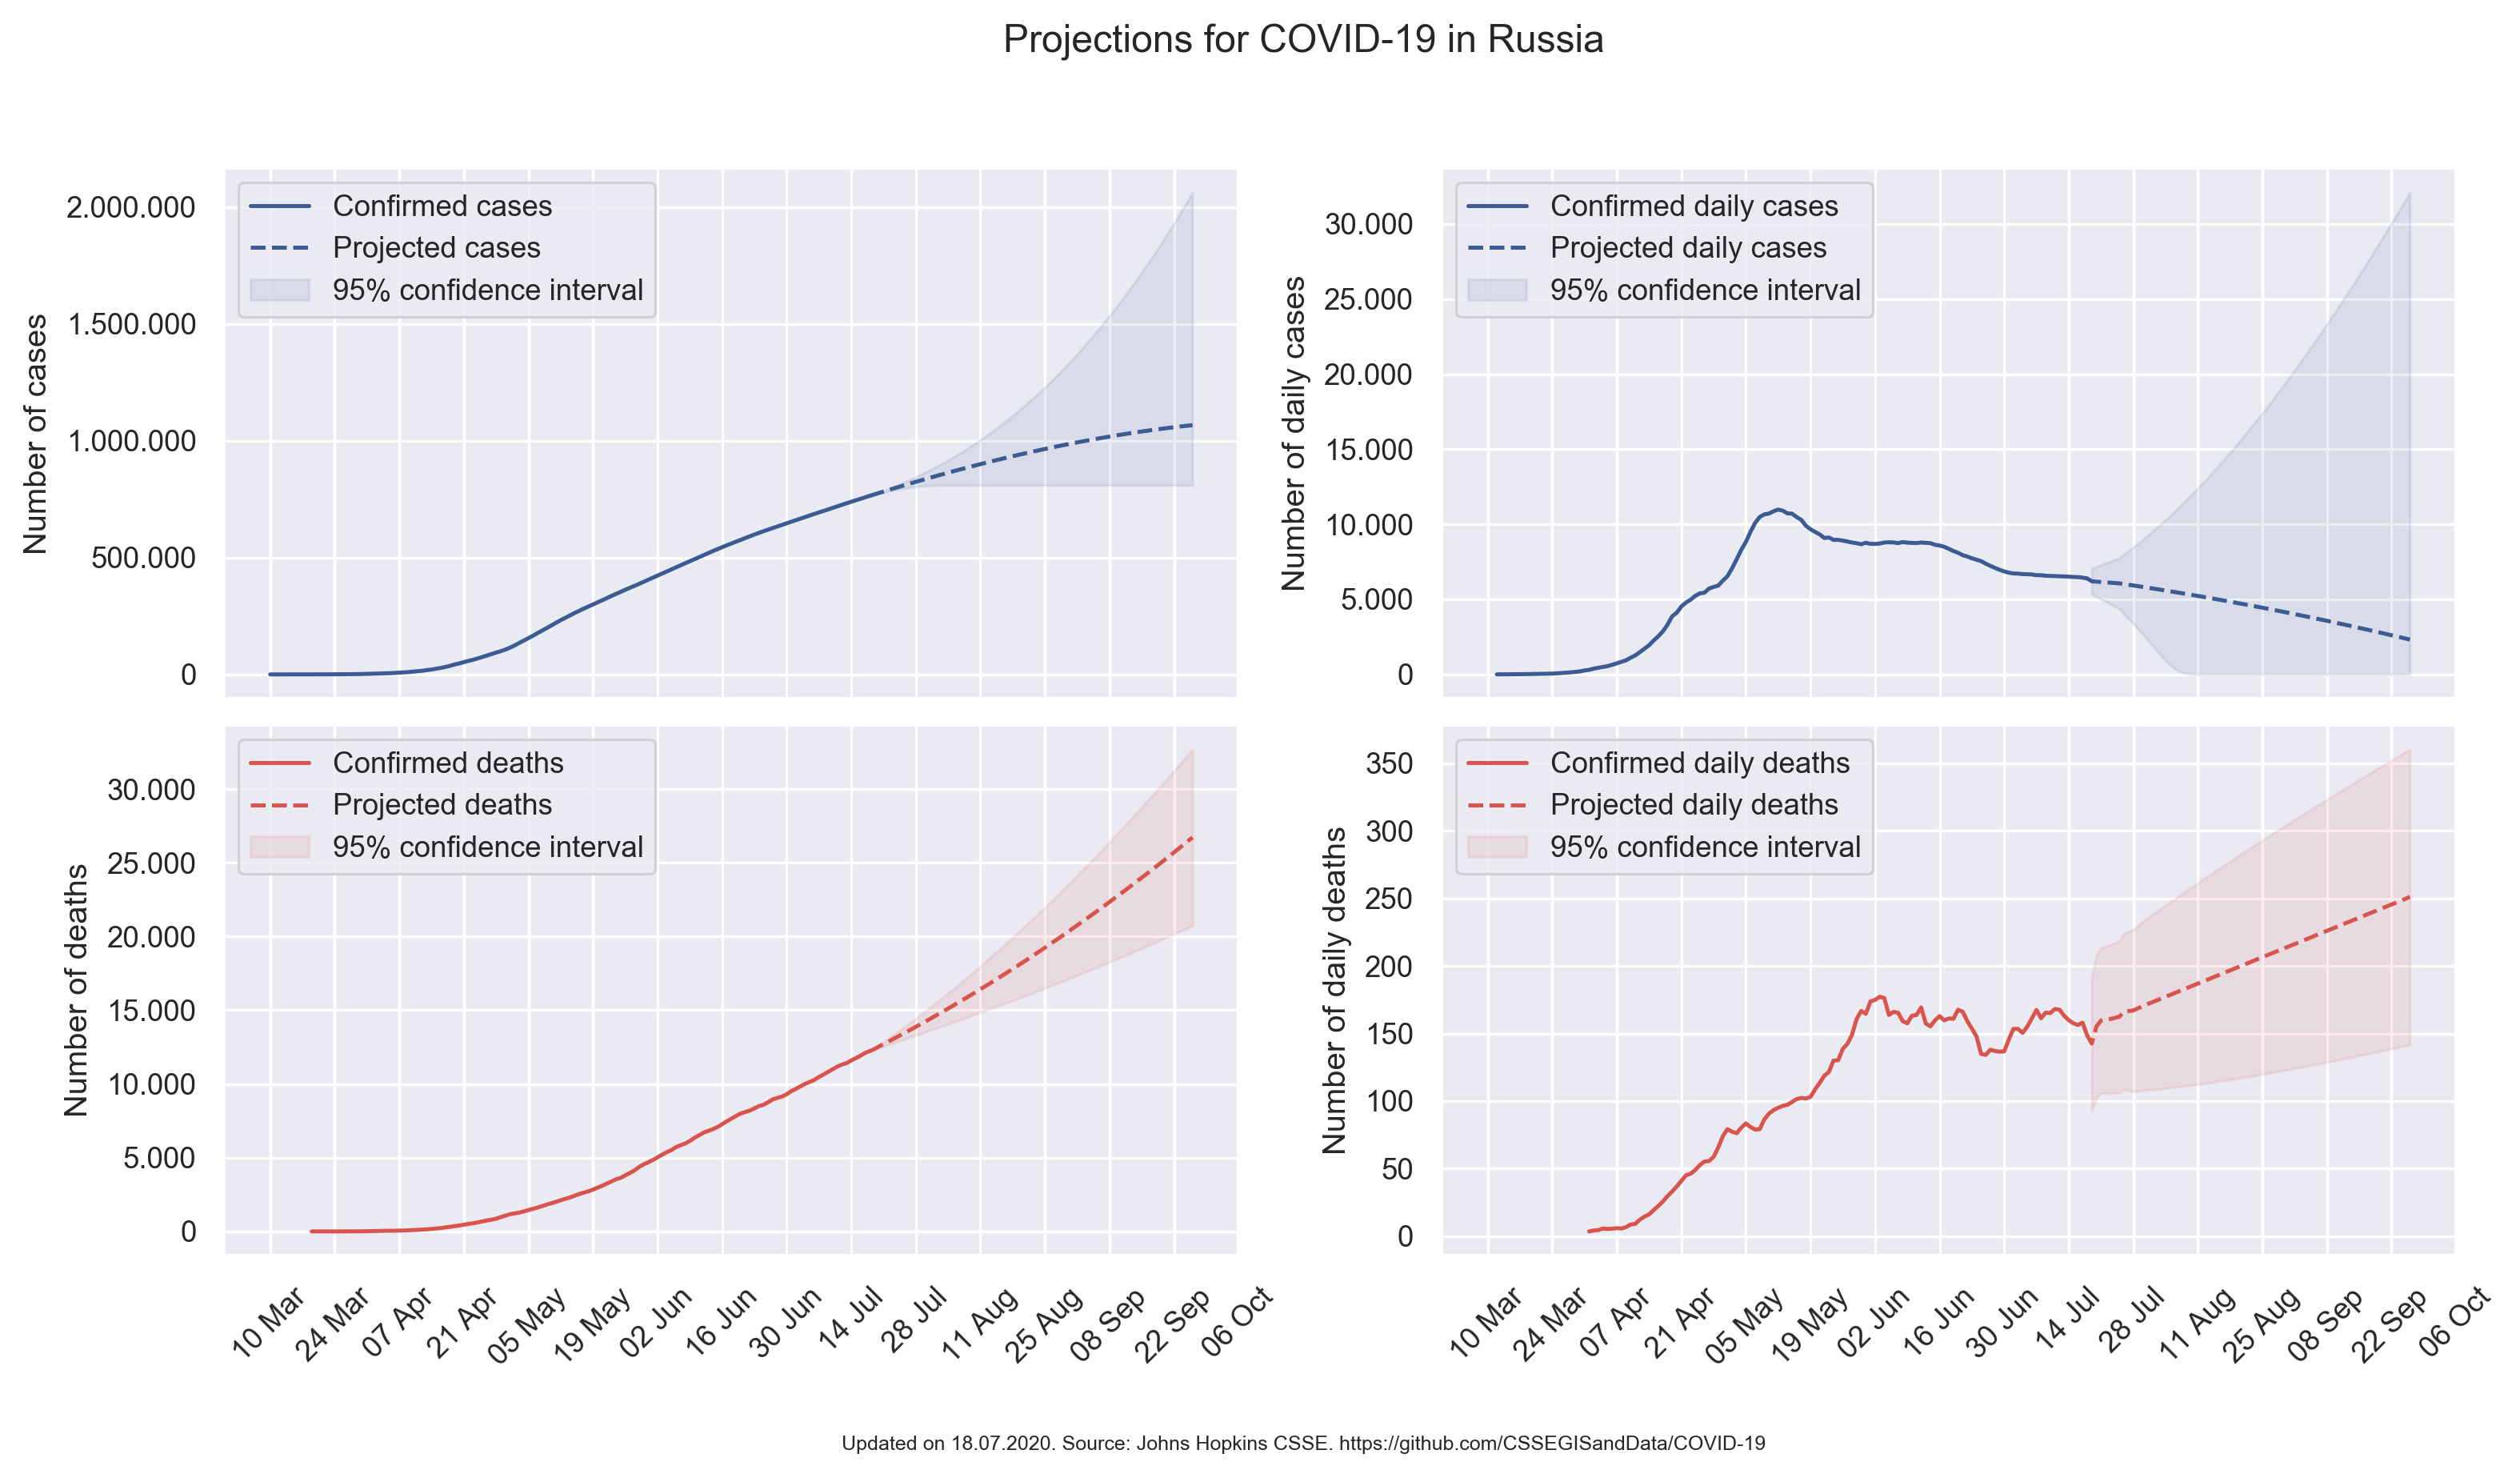 Projections for COVID-19 in Russia
Number of cases
2.000.000
1.500.000
1.000.000
500.000
0
Confirmed cases
Projected cases
95% confidence interval
Number of daily cases
30.000
25.000
20.000
15.000
10.000
5.000
0
Confirmed daily cases
Projected daily cases
95% confidence interval
Number of deaths
30.000
25.000
20.000
15.000
10.000
5.000
0
Confirmed deaths
Projected deaths
95% confidence interval
10 Mar
24 Mar
07 Apr
21 Apr
05 May
19 May
02 Jun
16 Jun
30 Jun
14 Jul
28 Jul
11 Aug
25 Aug
08 Sep
22 Sep
06 Oct
Number of daily deaths
350
300
250
200
150
100
50
0
Confirmed daily deaths
Projected daily deaths
95% confidence interval
10 Mar
24 Mar
07 Apr
21 Apr
05 May
19 May
02 Jun
16 Jun
30 Jun
14 Jul
28 Jul
11 Aug
25 Aug
08 Sep
22 Sep
06 Oct
Updated on 18.07.2020. Source: Johns Hopkins CSSE. https://github.com/CSSEGISandData/COVID-19